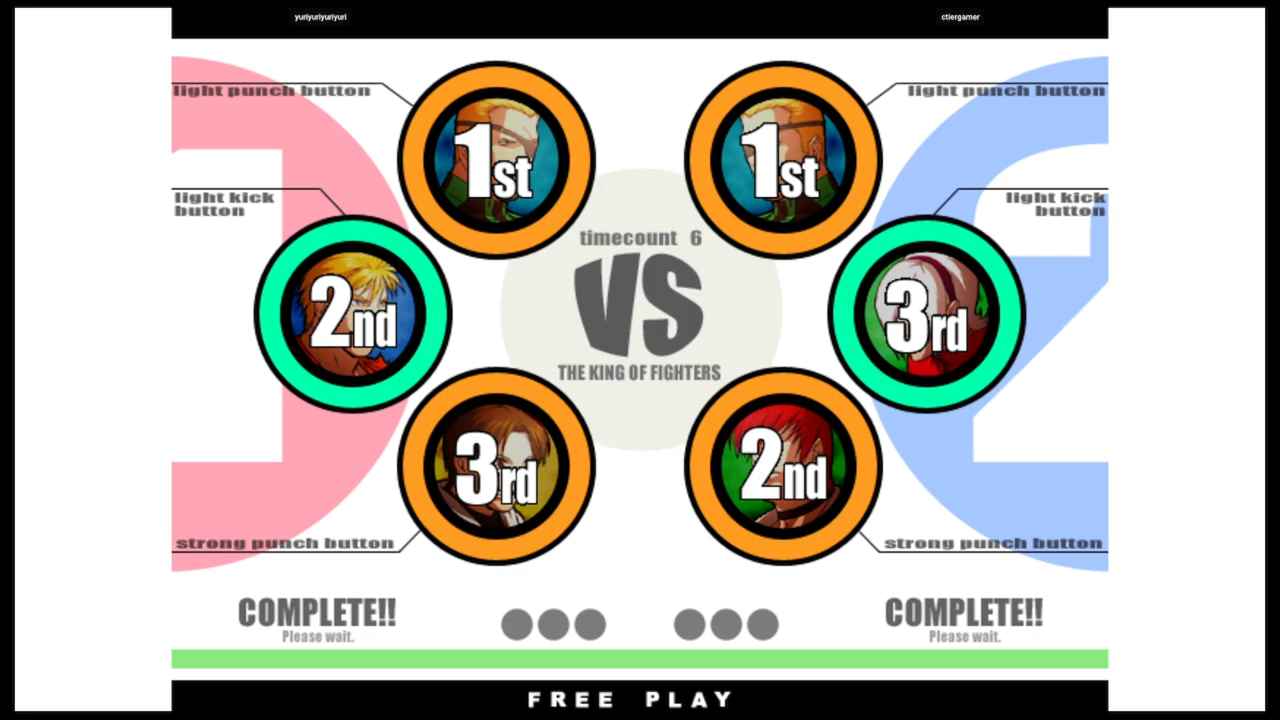 yuriyuriyuriyuri
ctiergamer
light punch button
light punch button
1st
1st
light kick
button
light kick
button
timecount 6
VS
THE KING OF FIGHTERS
2nd
3rd
3rd
2nd
strong punch button
strong punch button
COMPLETE!!
Please wait.
COMPLETE!!
Please wait.
FREE PLAY